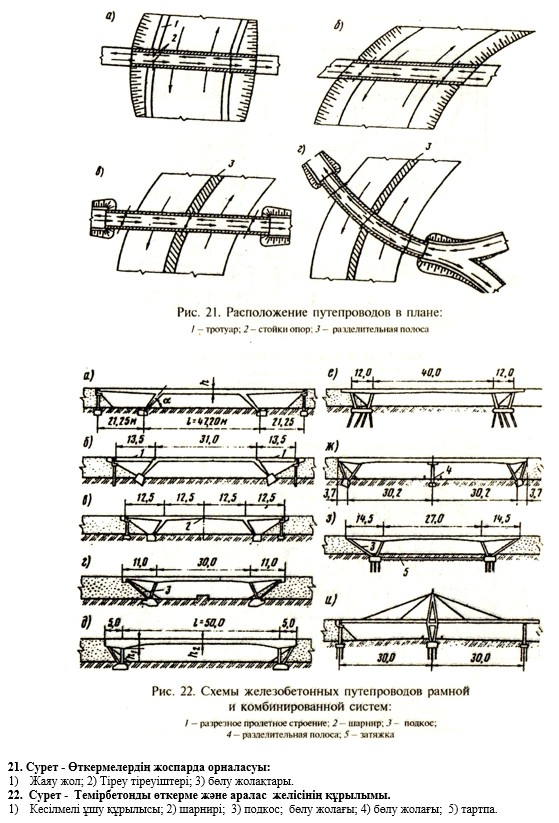 а)
1
2
б)
в)
3
г)
3
Рис. 21. Расположение путепроводов в плане:
1 – тротуар; 2 – стойки опор; 3 – разделительная полоса
а)
h
α
21,25м
l = 47,20 м
21,25
е)
12,0
40,0
12,0
б)
13,5
31,0
13,5
1
1
ж)
4
3,7
30,2
30,2
3,7
в)
12,5
12,5
12,5
12,5
2
з)
14,5
27,0
14,5
3
5
г)
11,0
30,0
11,0
3
и)
30,0
30,0
д)
5,0
l = 50,0
5,0
h1
h2
Рис. 22. Схемы железобетонных путепроводов рамной
и комбинированной систем:
1 – разрезное пролетное строение; 2 – шарнир; 3 – подкос;
4 – разделительная полоса; 5 – затяжка
21. Сурет - Өткермелердің жоспарда орналасуы:
1) Жаяу жол; 2) Тіреу тіреуіштері; 3) бөлу жолактары.
22. Сурет - Темірбетонды өткерме және аралас желісінің құрылымы.
1) Кесілмелі ұшу құрылысы; 2) шарнирі; 3) подкос; бөлу жолағы; 4) бөлу жолағы; 5) тартпа.